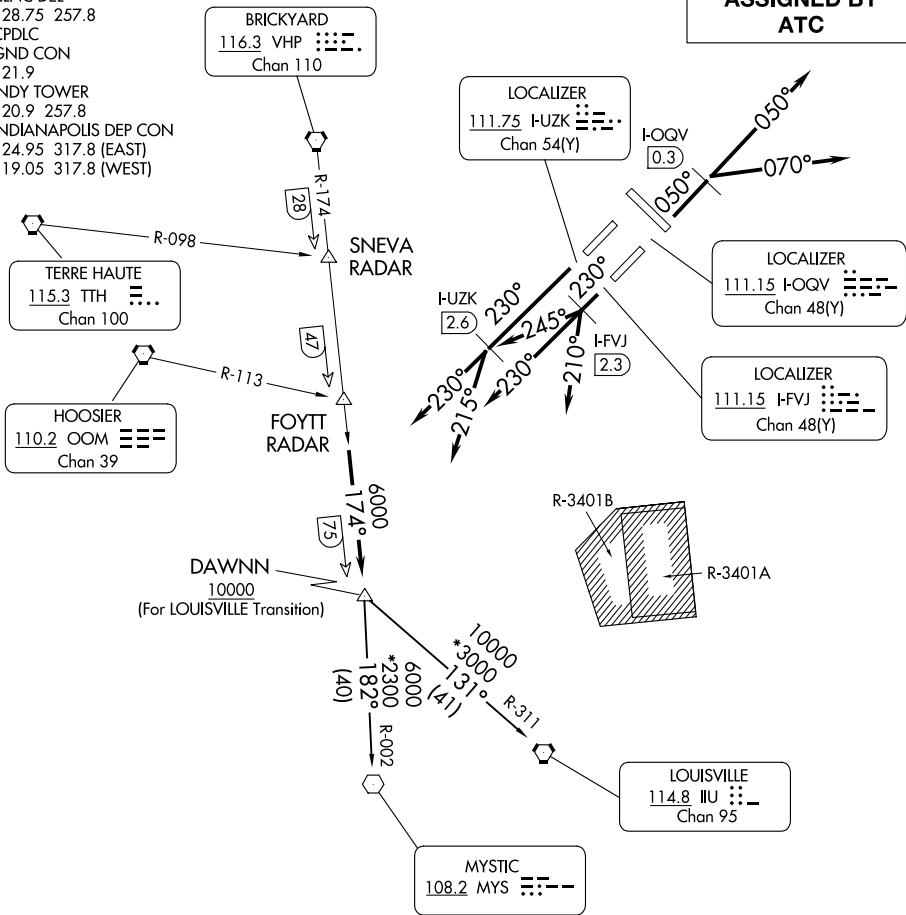 128.75 257.8
CPDLC
GND CON
121.9
INDY TOWER
120.9 257.8
INDIANAPOLIS DEP CON
124.95 317.8 (EAST)
119.05 317.8 (WEST)
ASSIGNED BY
ATC
BRICKYARD
116.3 VHP
Chan 110
LOCALIZER
111.75 I-UZK
Chan 54(Y)
I-OQV
0.3
050°
070°
050°
R-174
28
R-098
SNEVA
RADAR
TERRE HAUTE
115.3 TTH
Chan 100
LOCALIZER
111.15 I-OQV
Chan 48(Y)
I-UZK
2.6
230°
230°
245°
I-FVJ
2.3
230°
215°
230°
210°
LOCALIZER
111.15 I-FVJ
Chan 48(Y)
47
R-113
HOOSIER
110.2 OOM
Chan 39
FOYTT
RADAR
6000
174°
75
R-3401B
R-3401A
DAWNN
10000
(For LOUISVILLE Transition)
6000
*2300
182°
(40)
R-002
10000
*3000
131°
(41)
R-311
LOUISVILLE
114.8 IIU
Chan 95
MYSTIC
108.2 MYS